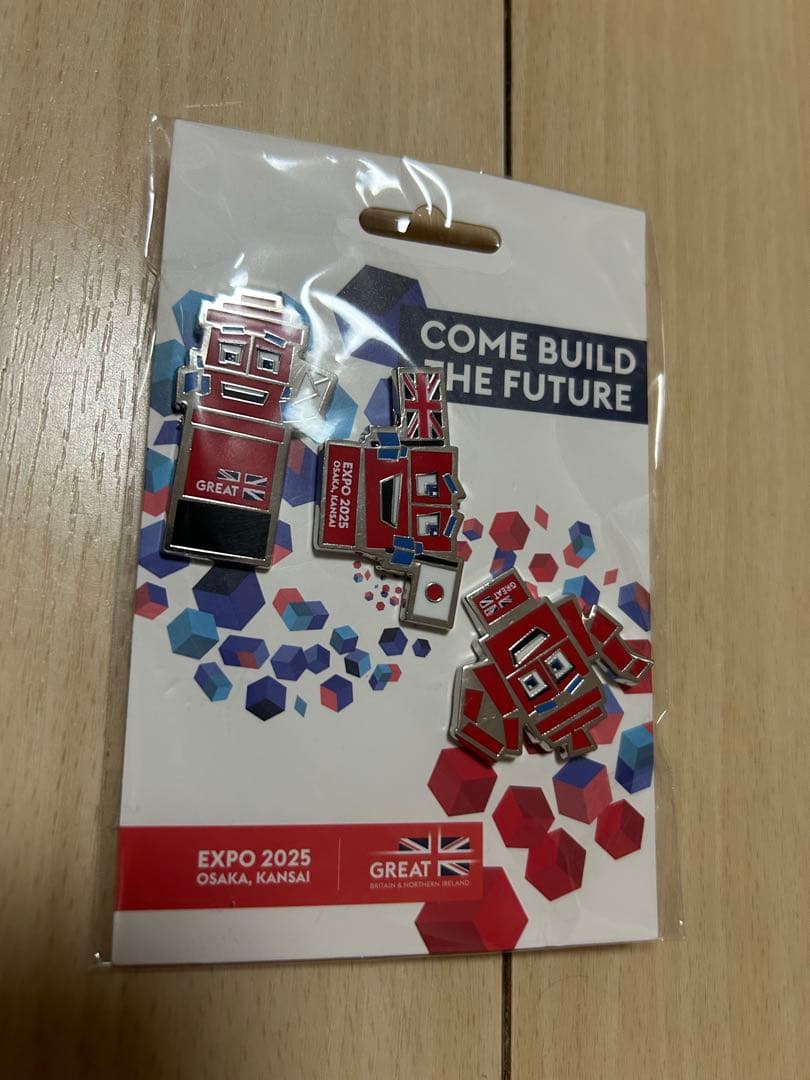 COME BUILD
THE FUTURE
GREAT
EXPO 2025
OSAKA, KANSAI
GREAT
EXPO 2025
OSAKA, KANSAI
GREAT
BRITAIN & NORTHERN IRELAND